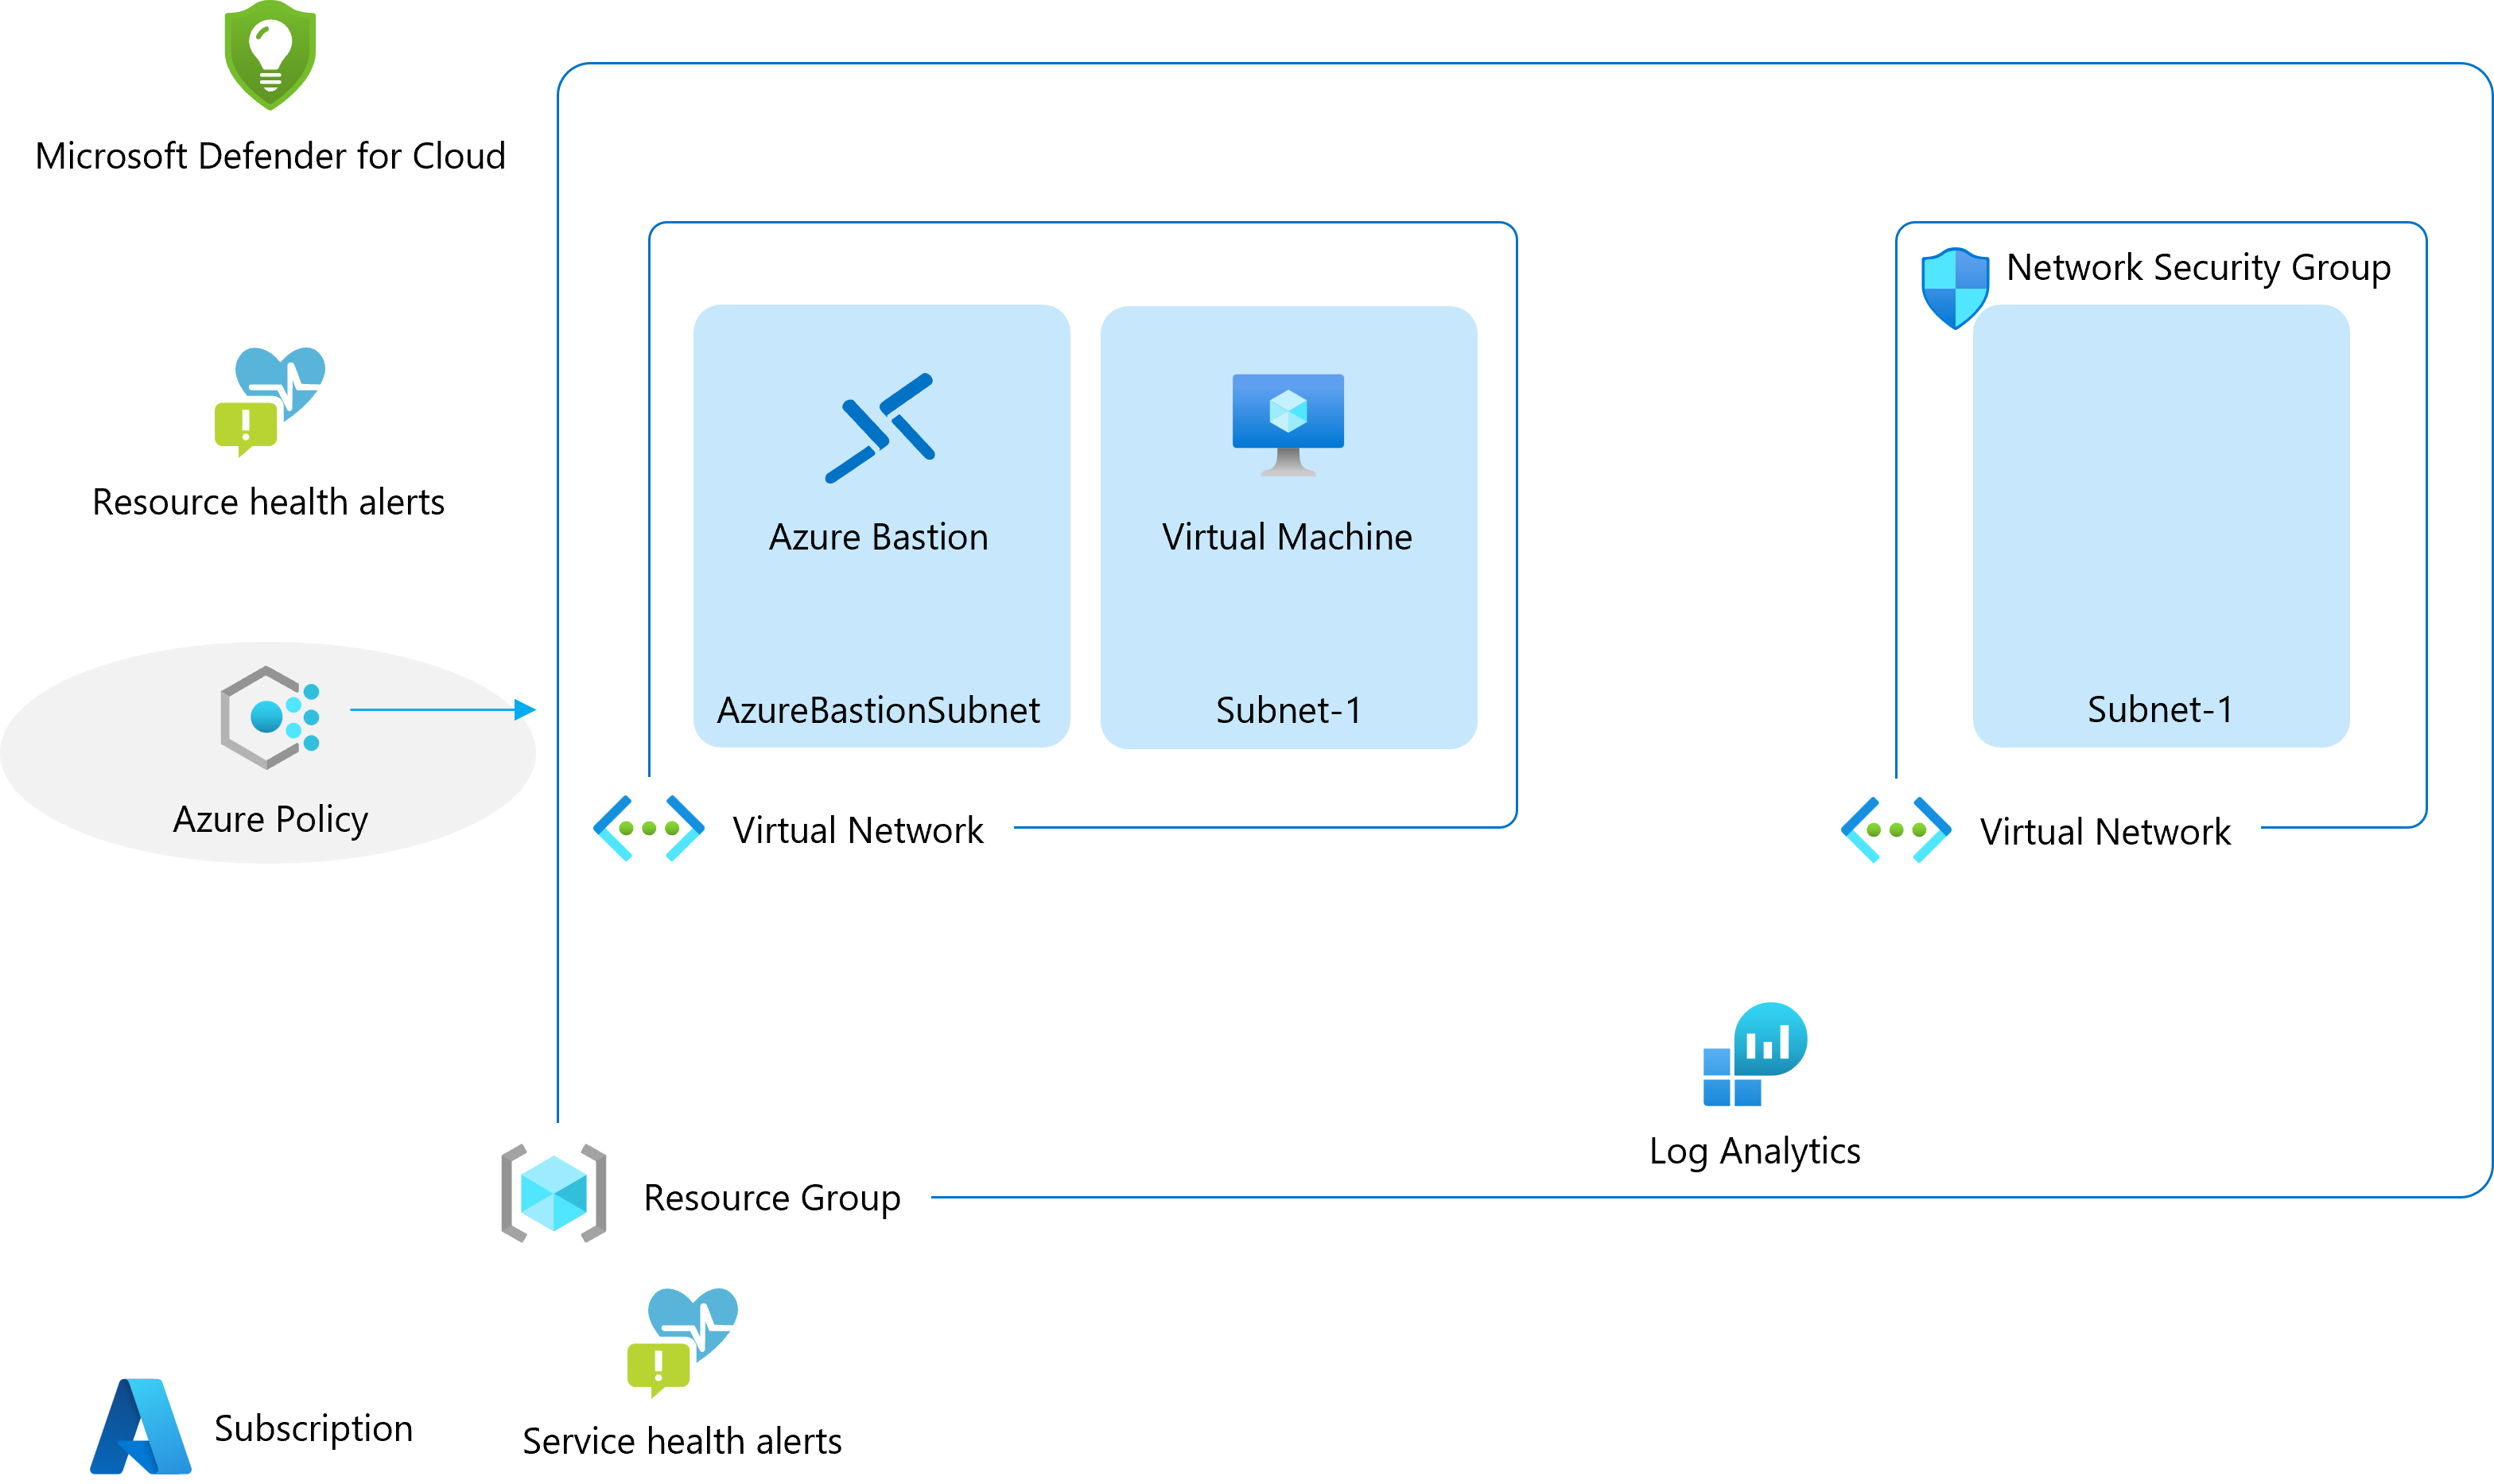 Microsoft Defender for Cloud
Resource health alerts
Azure Policy
Network Security Group
Azure Bastion
Virtual Machine
AzureBastionSubnet
Subnet-1
Subnet-1
Virtual Network
Virtual Network
Log Analytics
Resource Group
Subscription
Service health alerts